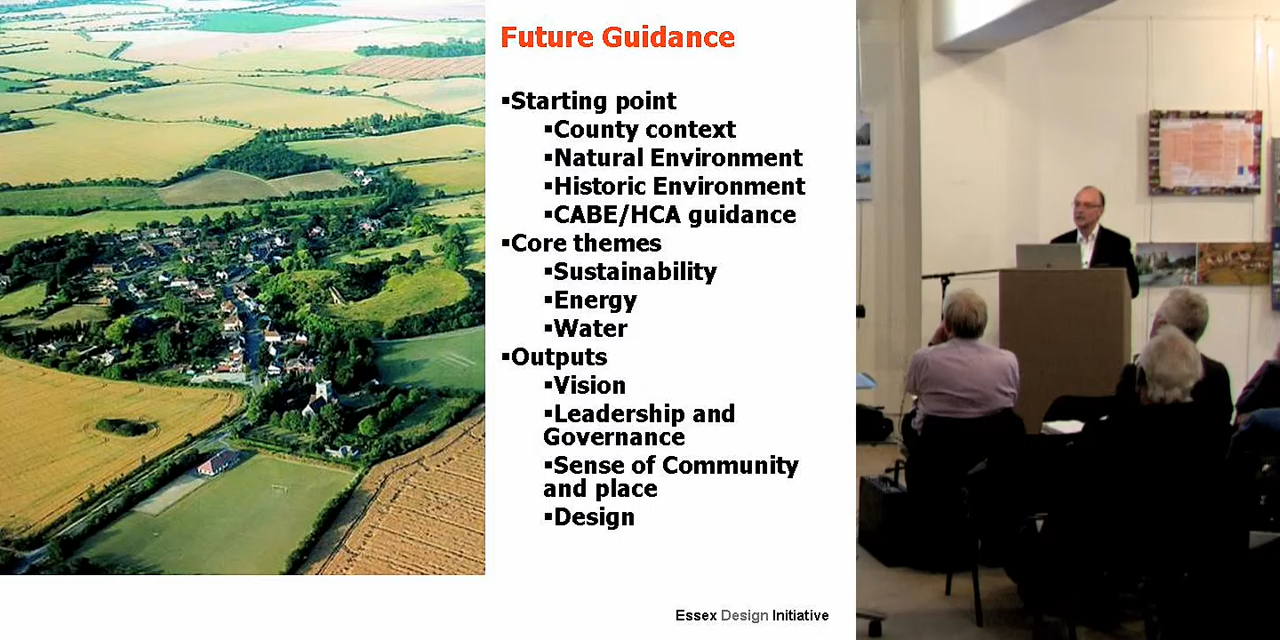 Future Guidance
▪Starting point
▪County context
▪Natural Environment
▪Historic Environment
▪CABE/HCA guidance
▪Core themes
▪Sustainability
▪Energy
▪Water
▪Outputs
▪Vision
▪Leadership and
Governance
▪Sense of Community
and place
▪Design
Essex Design Initiative